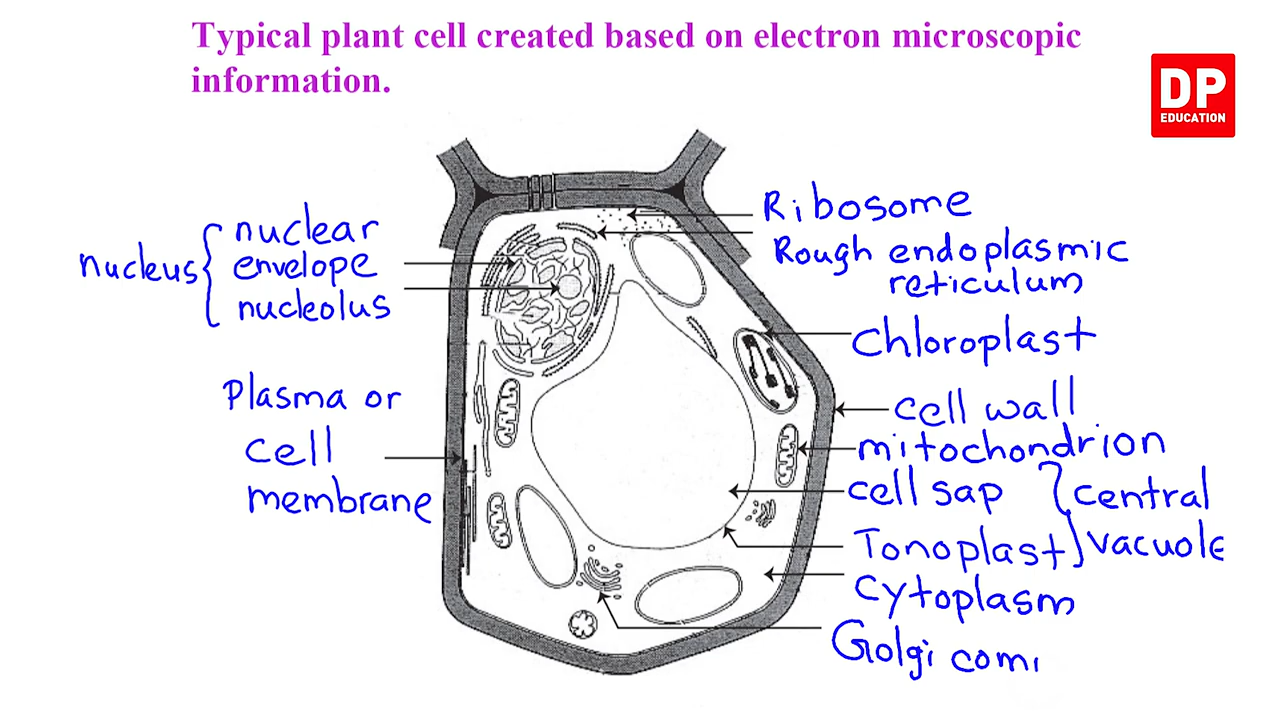 Typical plant cell created based on electron microscopic
information.
DP
EDUCATION
nucleus
nuclear
envelope
nucleolus
Plasma or
cell
membrane
Ribosome
Rough endoplasmic
reticulum
chloroplast
cell wall
mitochondrion
cell sap
Tonoplast
central
vacuole
cytoplasm
Golgi